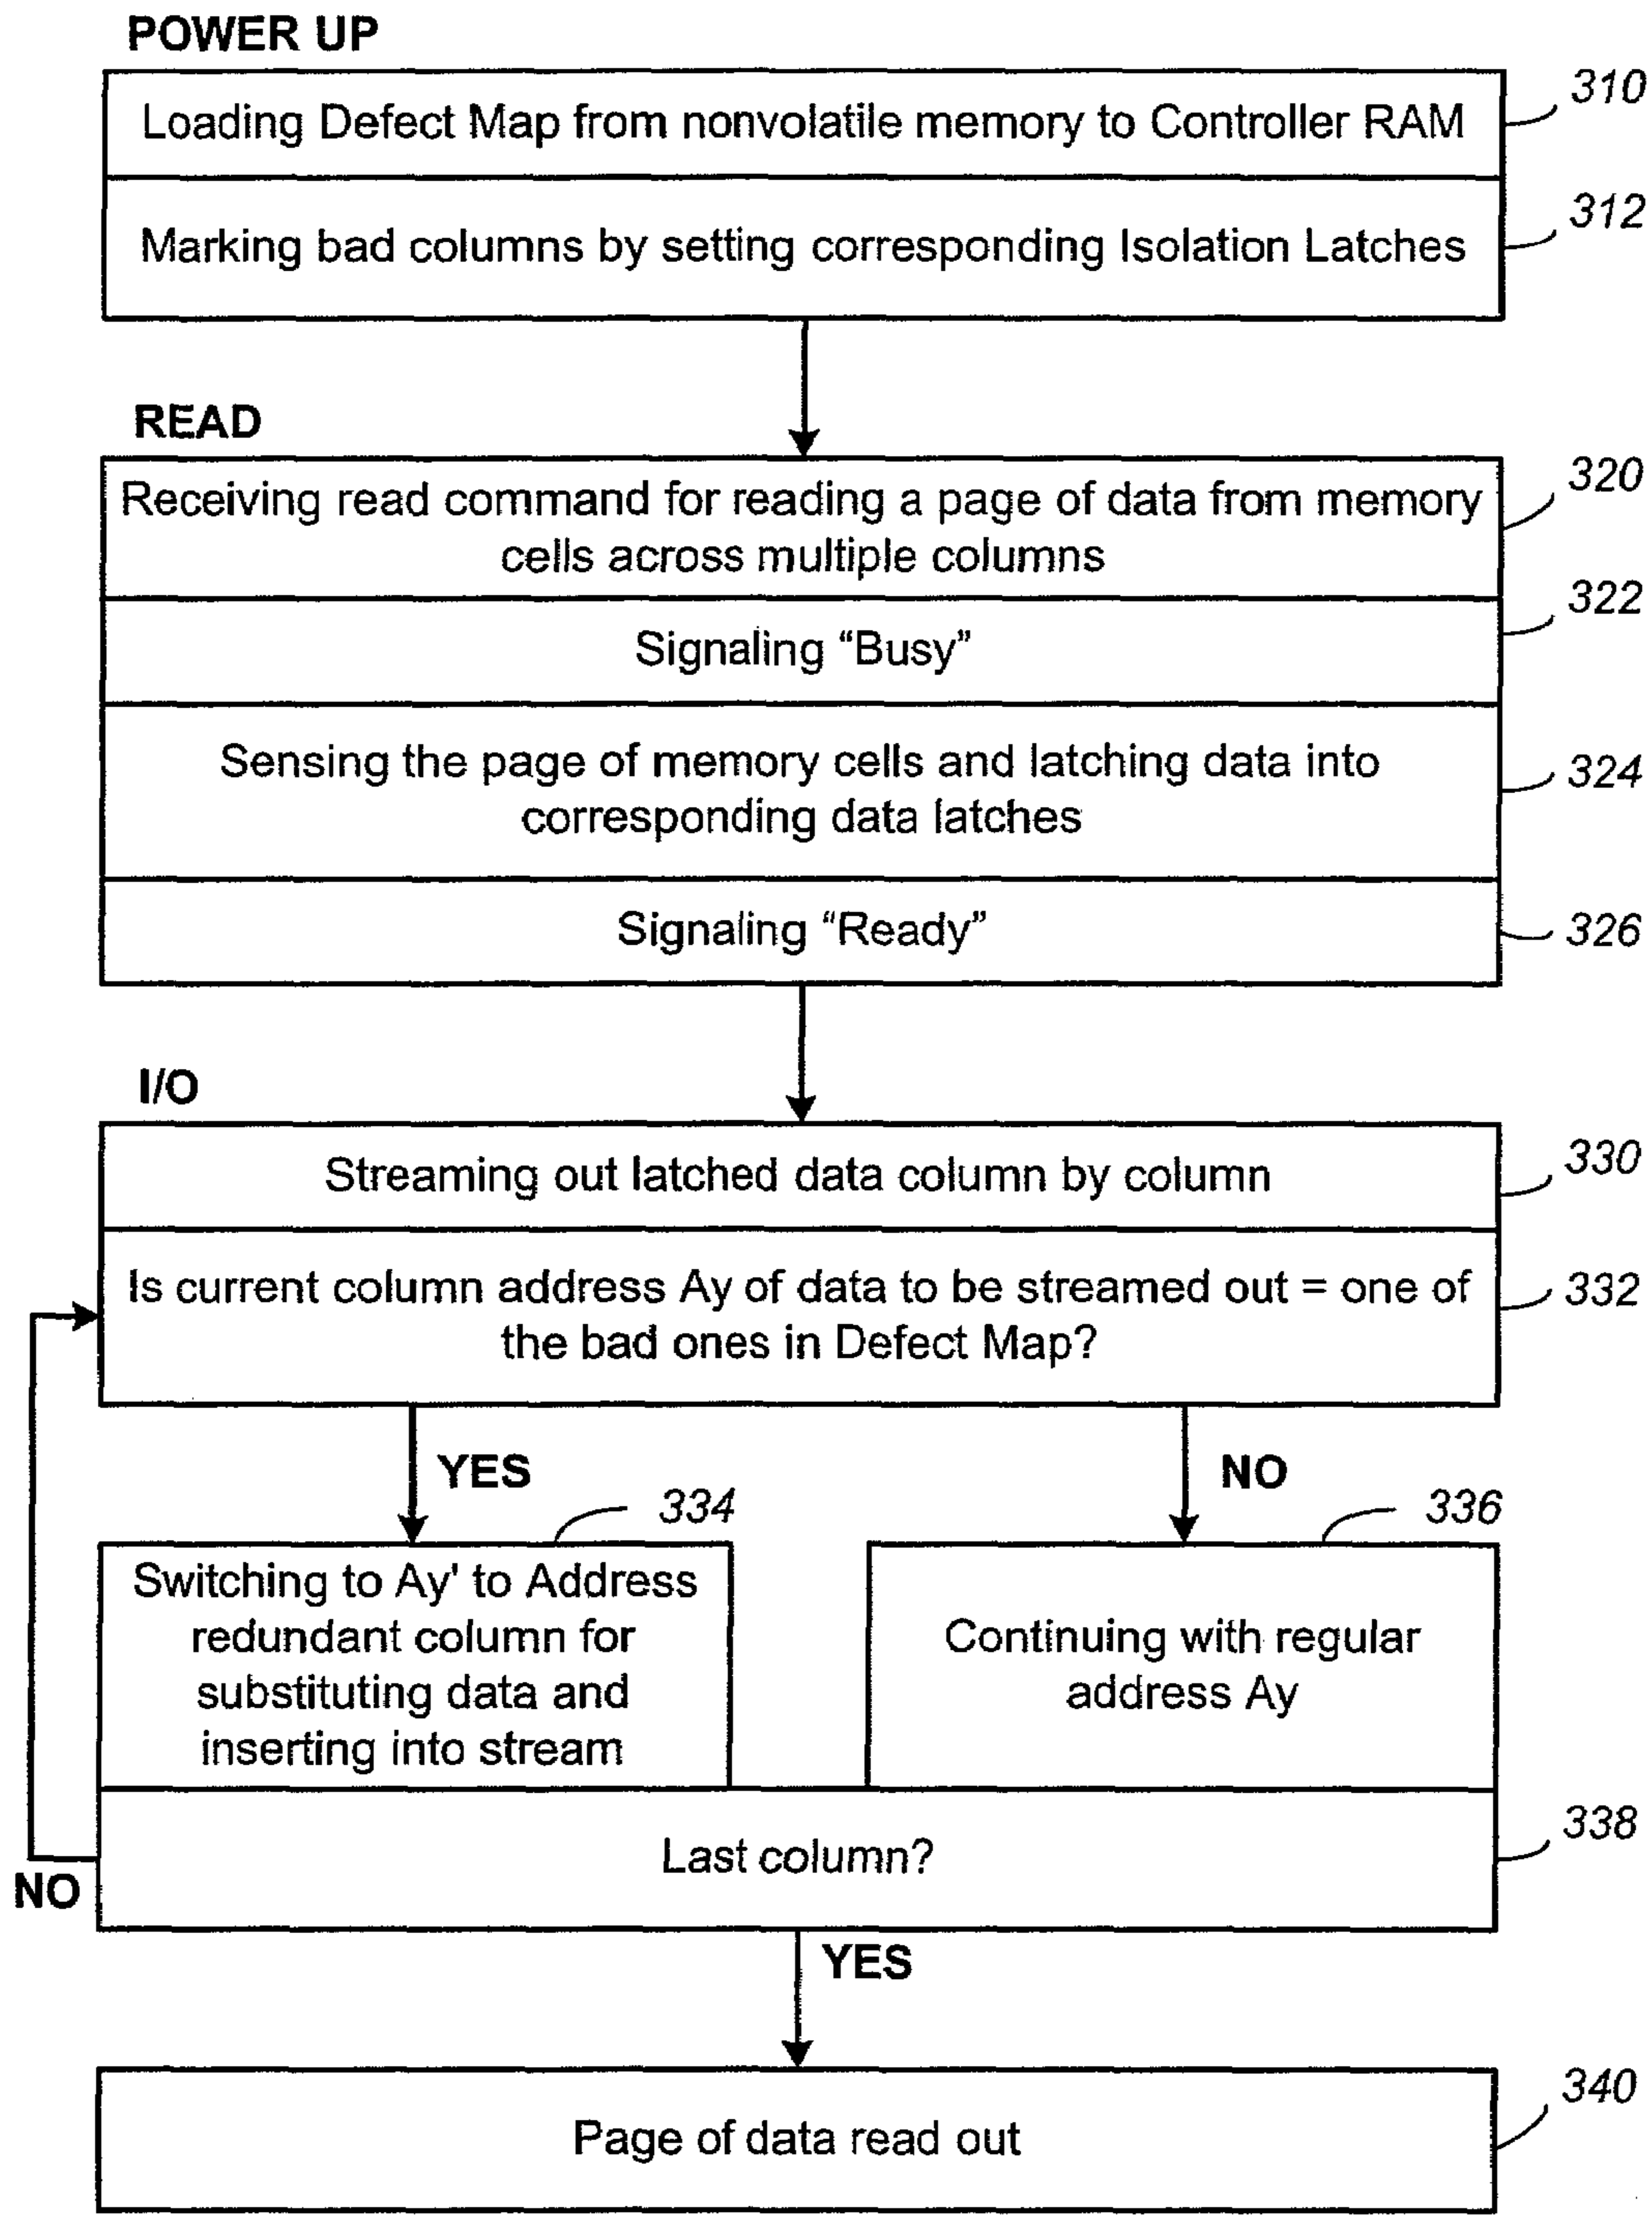 POWER UP
310
Loading Defect Map from nonvolatile memory to Controller RAM
312
Marking bad columns by setting corresponding Isolation Latches
READ
320
Receiving read command for reading a page of data from memory
cells across multiple columns
322
Signaling “Busy”
Sensing the page of memory cells and latching data into
324
corresponding data latches
Signaling “Ready”
326
I/O
330
Streaming out latched data column by column
Is current column address Ay of data to be streamed out = one of
332
the bad ones in Defect Map?
YES
NO
334
336
Switching to Ay' to Address
redundant column for
substituting data and
inserting into stream
Continuing with regular
address Ay
338
Last column?
NO
YES
340
Page of data read out